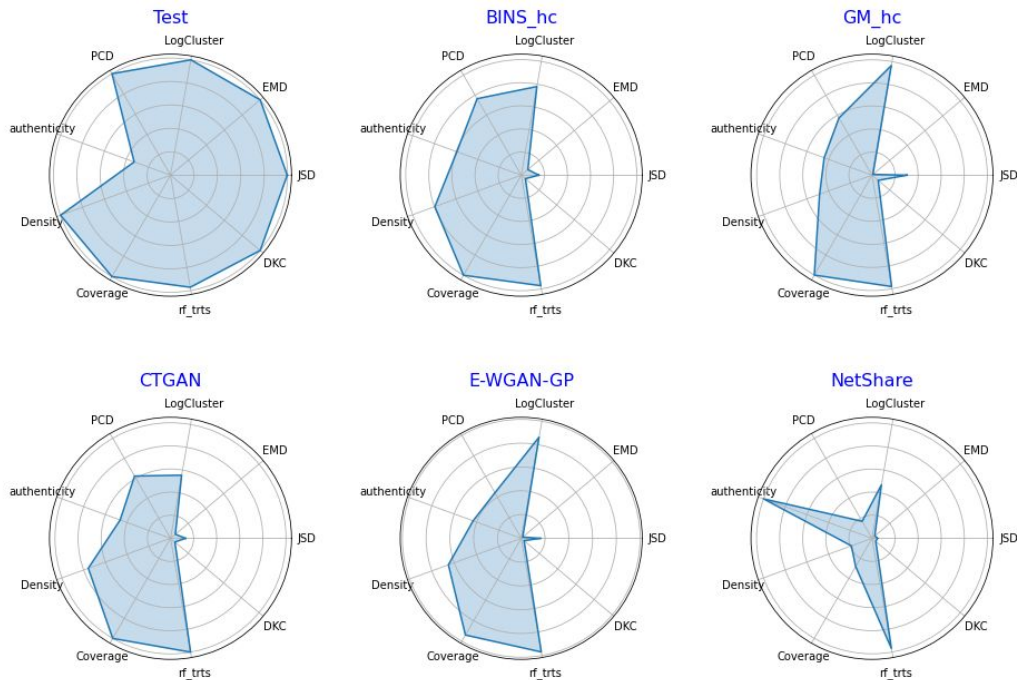 Test
LogCluster
PCD
EMD
authenticity
JSD
Density
DKC
Coverage
rf_trts
BINS_hc
LogCluster
PCD
EMD
authenticity
JSD
Density
DKC
Coverage
rf_trts
GM_hc
LogCluster
PCD
EMD
authenticity
JSD
Density
DKC
Coverage
rf_trts
CTGAN
LogCluster
PCD
EMD
authenticity
JSD
Density
DKC
Coverage
rf_trts
E-WGAN-GP
LogCluster
PCD
EMD
authenticity
JSD
Density
DKC
Coverage
rf_trts
NetShare
LogCluster
PCD
EMD
authenticity
JSD
Density
DKC
Coverage
rf_trts